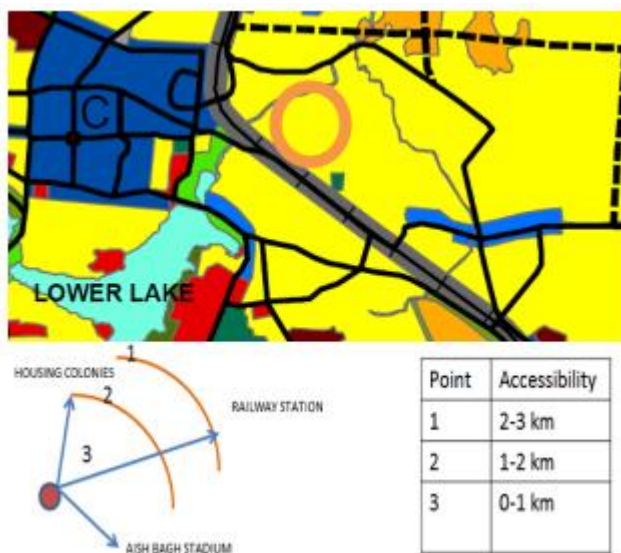 C
LOWER LAKE
1
HOUSING COLONIES
2
RAILWAY STATION
3
AISH BAGH STADIUM
Point Accessibility
1 2-3 km
2 1-2 km
3 0-1 km